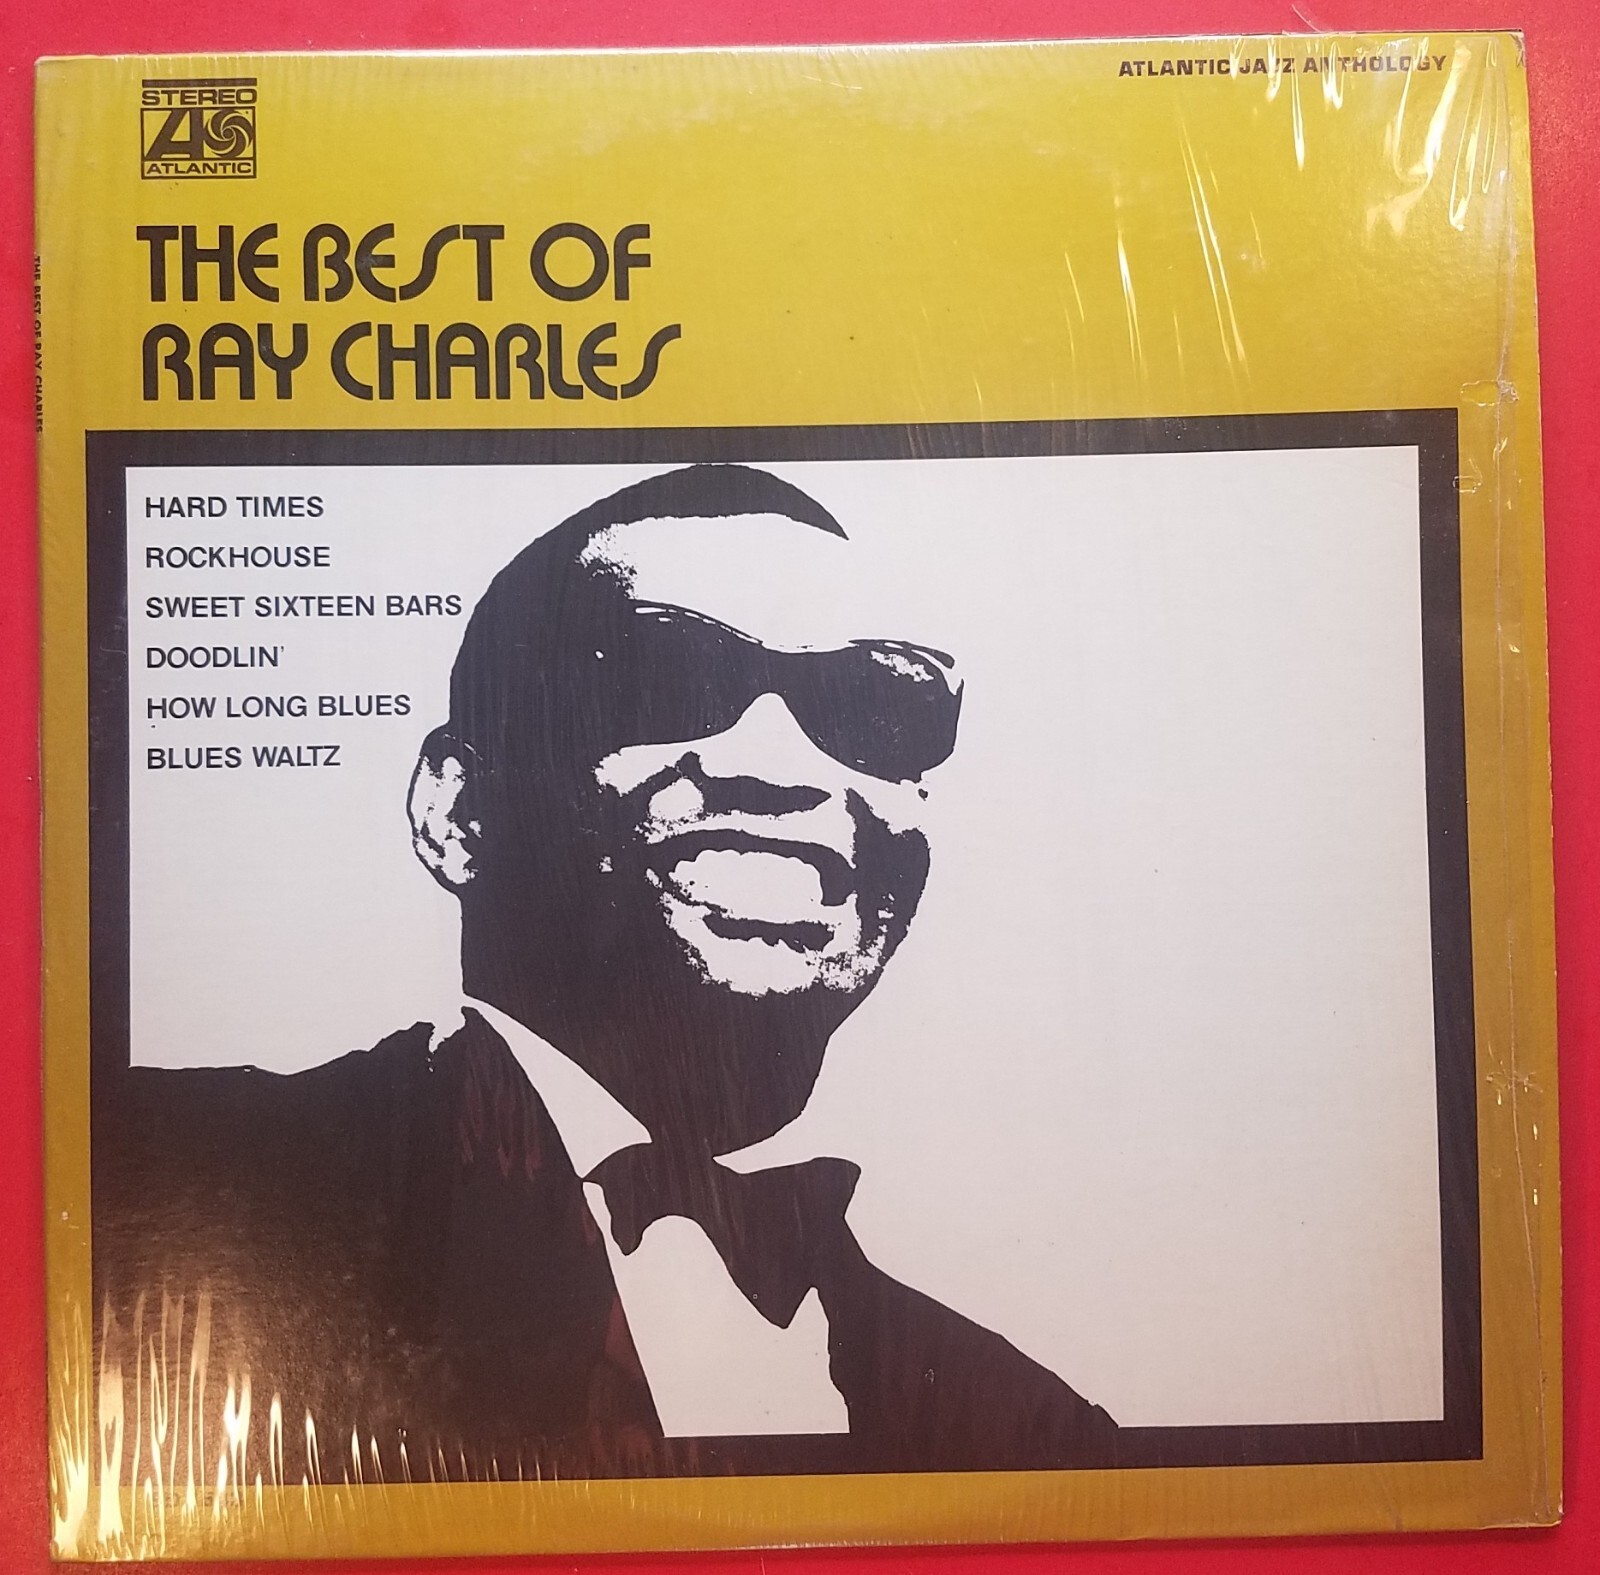 ATLANTIC JAZZ ANTHOLOGY
STEREO
ATLANTIC
THE BEST OF
RAY CHARLES
THE BEST OF RAY CHARLES
HARD TIMES
ROCKHOUSE
SWEET SIXTEEN BARS
DOODLIN'
HOW LONG BLUES
BLUES WALTZ